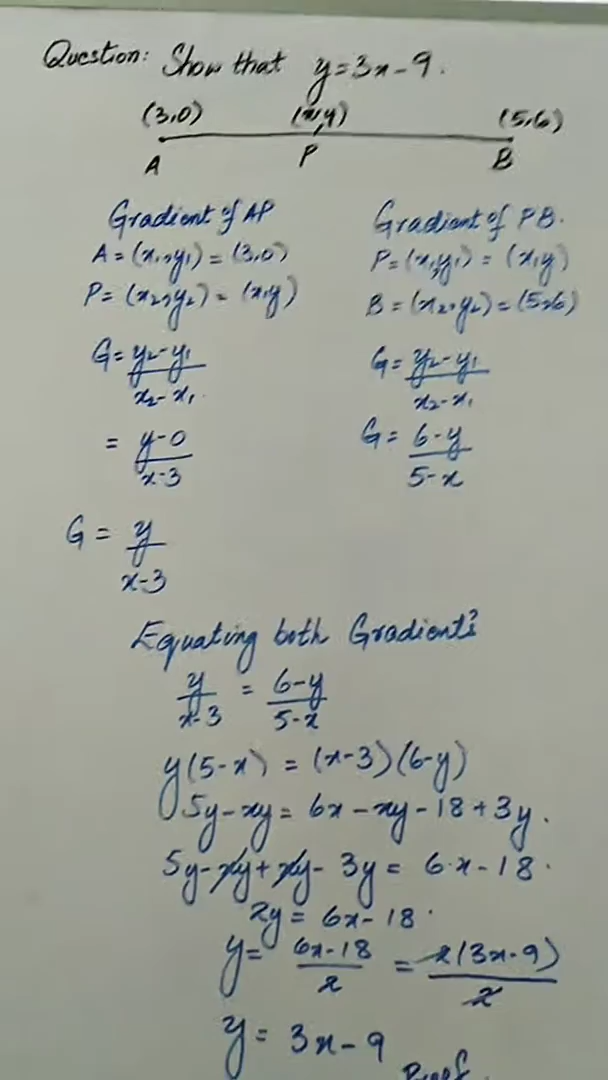 Question: Show that y=3x-9.
(3,0) (x,y) (5,6)
A P B
Gradient of AP
A = (x1, y1) = (3,0)
P = (x2, y2) = (x,y)
G = y2-y1 / x2-x1
= y-0 / x-3
G = y / x-3
Gradient of PB.
P = (x1, y1) = (x,y)
B = (x2, y2) = (5,6)
G = y2-y1 / x2-x1
G = 6-y / 5-x
Equating both Gradients
y / x-3 = 6-y / 5-x
y(5-x) = (x-3)(6-y)
5y-xy = 6x-xy-18+3y.
5y-xy+xy-3y = 6x-18.
2y = 6x-18.
y = 6x-18 / 2 = 2(3x-9) / 2
y = 3x-9
Proof.